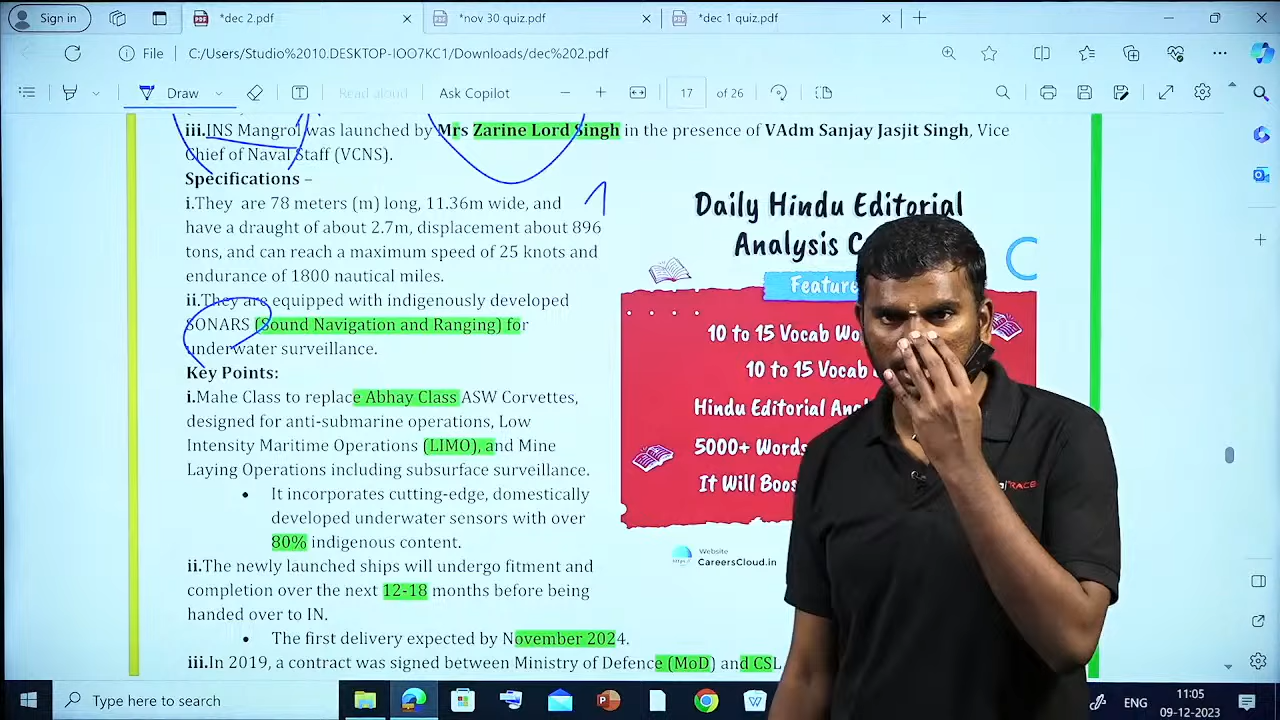 Sign in
*dec 2.pdf
*nov 30 quiz.pdf
*dec 1 quiz.pdf
File
C:/Users/Studio%2010.DESKTOP-IOO7KC1/Downloads/dec%202.pdf
Draw
Read aloud
Ask Copilot
17
of 26
iii.INS Mangrol was launched by Mrs Zarine Lord Singh in the presence of VAdm Sanjay Jasjit Singh, Vice
Chief of Naval Staff (VCNS).
Specifications –
i.They are 78 meters (m) long, 11.36m wide, and
have a draught of about 2.7m, displacement about 896
tons, and can reach a maximum speed of 25 knots and
endurance of 1800 nautical miles.
ii.They are equipped with indigenously developed
SONARS (Sound Navigation and Ranging) for
underwater surveillance.
Key Points:
i.Mahe Class to replace Abhay Class ASW Corvettes,
designed for anti-submarine operations, Low
Intensity Maritime Operations (LIMO), and Mine
Laying Operations including subsurface surveillance.
• It incorporates cutting-edge, domestically
developed underwater sensors with over
80% indigenous content.
ii.The newly launched ships will undergo fitment and
completion over the next 12-18 months before being
handed over to IN.
• The first delivery expected by November 2024.
iii.In 2019, a contract was signed between Ministry of Defence (MoD) and CSL
Daily Hindu Editorial
Analysis
Feature
10 to 15 Vocab
10 to 15 Vocab
Hindu Editorial
5000+ Words
It Will
Website
CareersCloud.in
RACE
Type here to search
ENG
11:05
09-12-2023